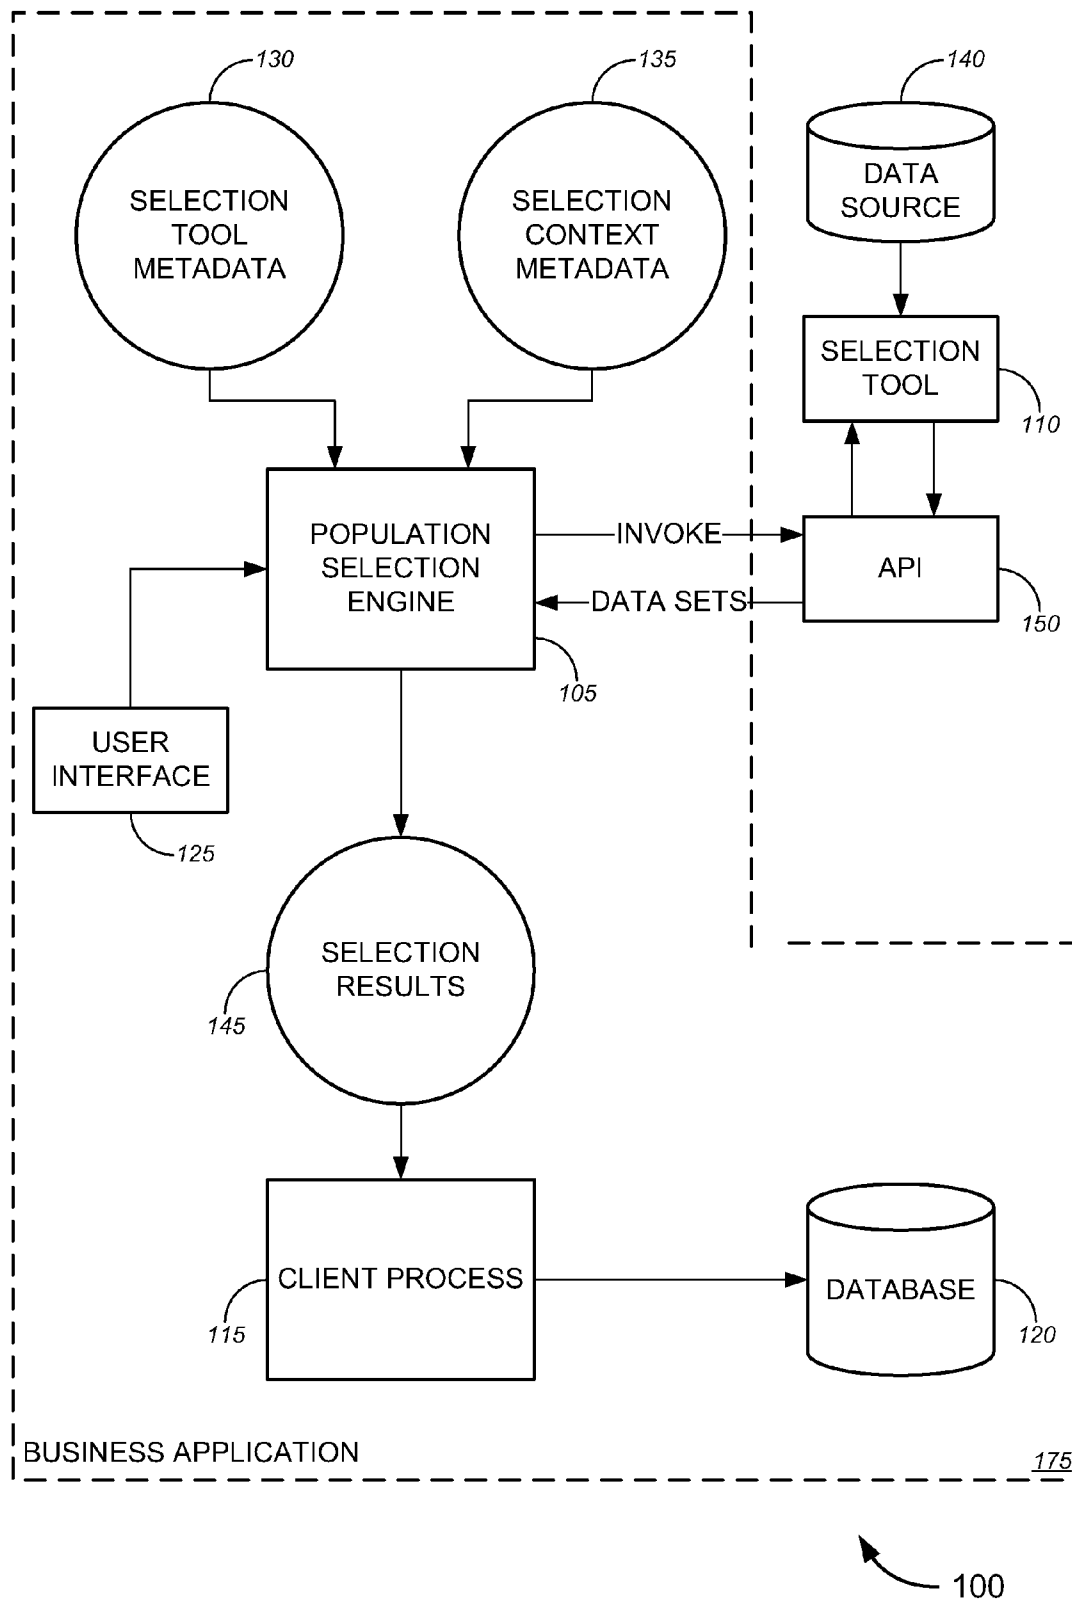 130
135
140
SELECTION
TOOL
METADATA
SELECTION
CONTEXT
METADATA
DATA
SOURCE
SELECTION
TOOL
110
POPULATION
SELECTION
ENGINE
INVOKE
DATA SETS
API
150
105
USER
INTERFACE
125
SELECTION
RESULTS
145
CLIENT PROCESS
115
DATABASE
120
BUSINESS APPLICATION
175
100